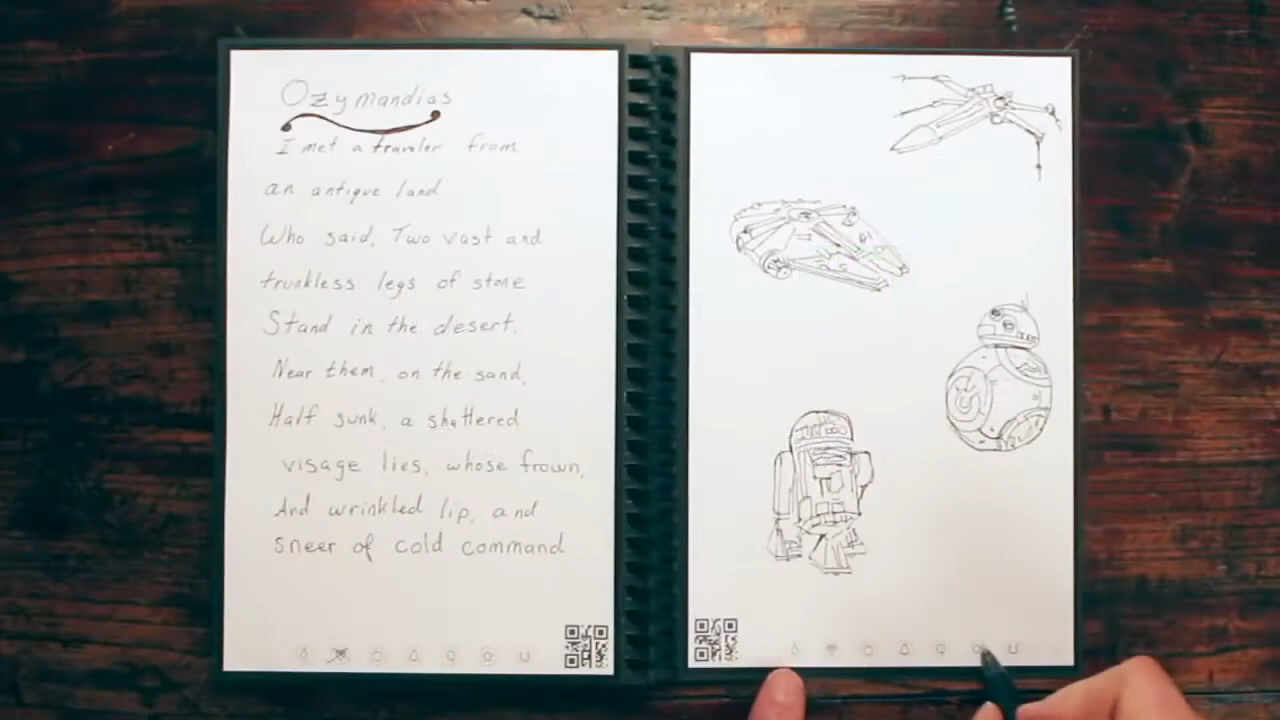 Ozymandias
I met a traveler from
an antique land
Who said, Two vast and
trunkless legs of stone
Stand in the desert.
Near them, on the sand,
Half sunk, a shattered
visage lies, whose frown,
And wrinkled lip, and
sneer of cold command